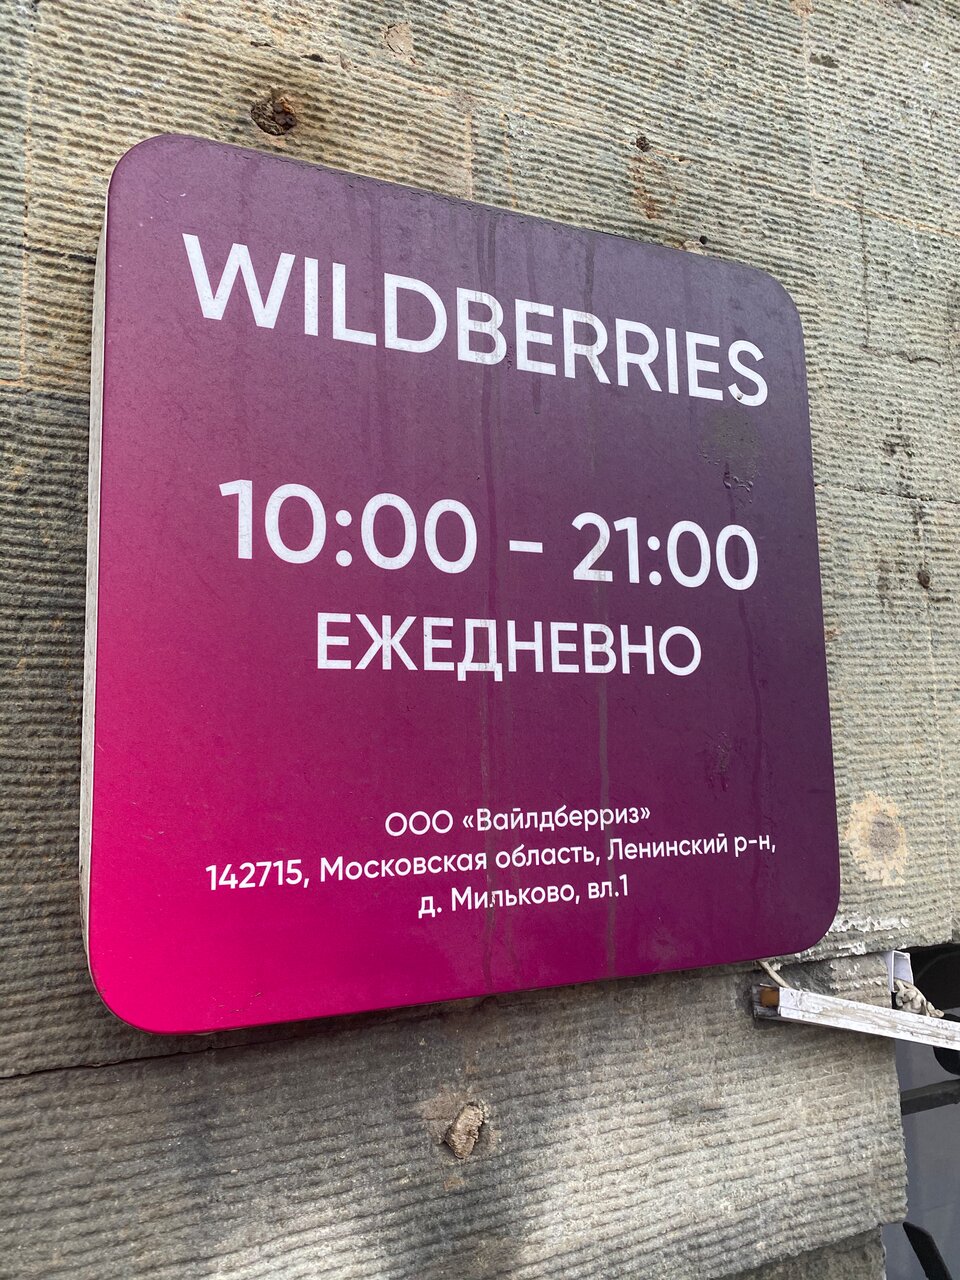 WILDBERRIES
10:00 - 21:00
ЕЖЕДНЕВНО
ООО «Вайлдберриз»
142715, Московская область, Ленинский р-н,
д. Мильково, вл.1